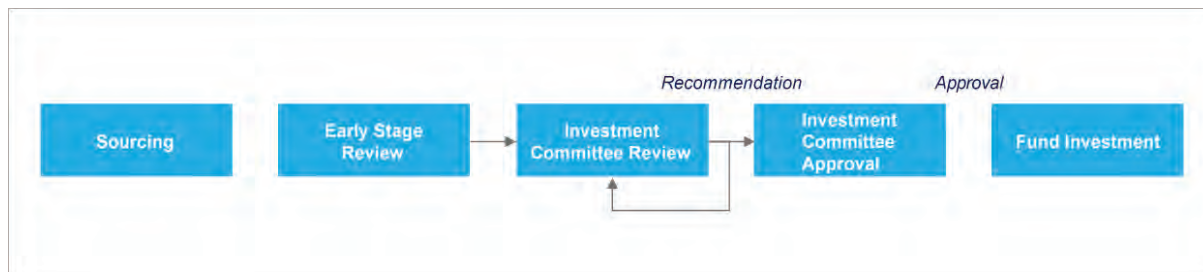 Recommendation
Approval
Sourcing
Early Stage
Review
Investment
Committee Review
Investment
Committee
Approval
Fund Investment